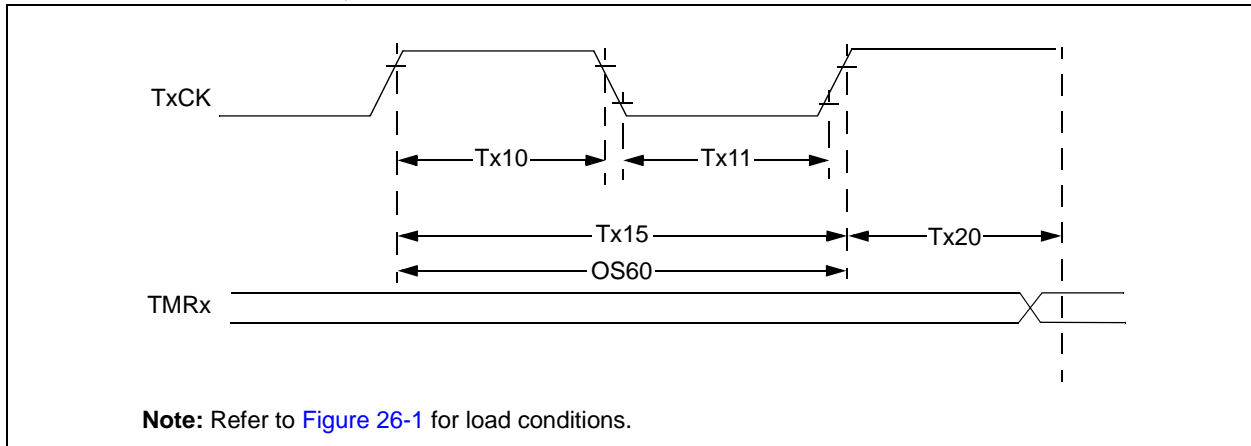 TxCK
Tx10
Tx11
Tx15
Tx20
OS60
TMRx
Note: Refer to Figure 26-1 for load conditions.